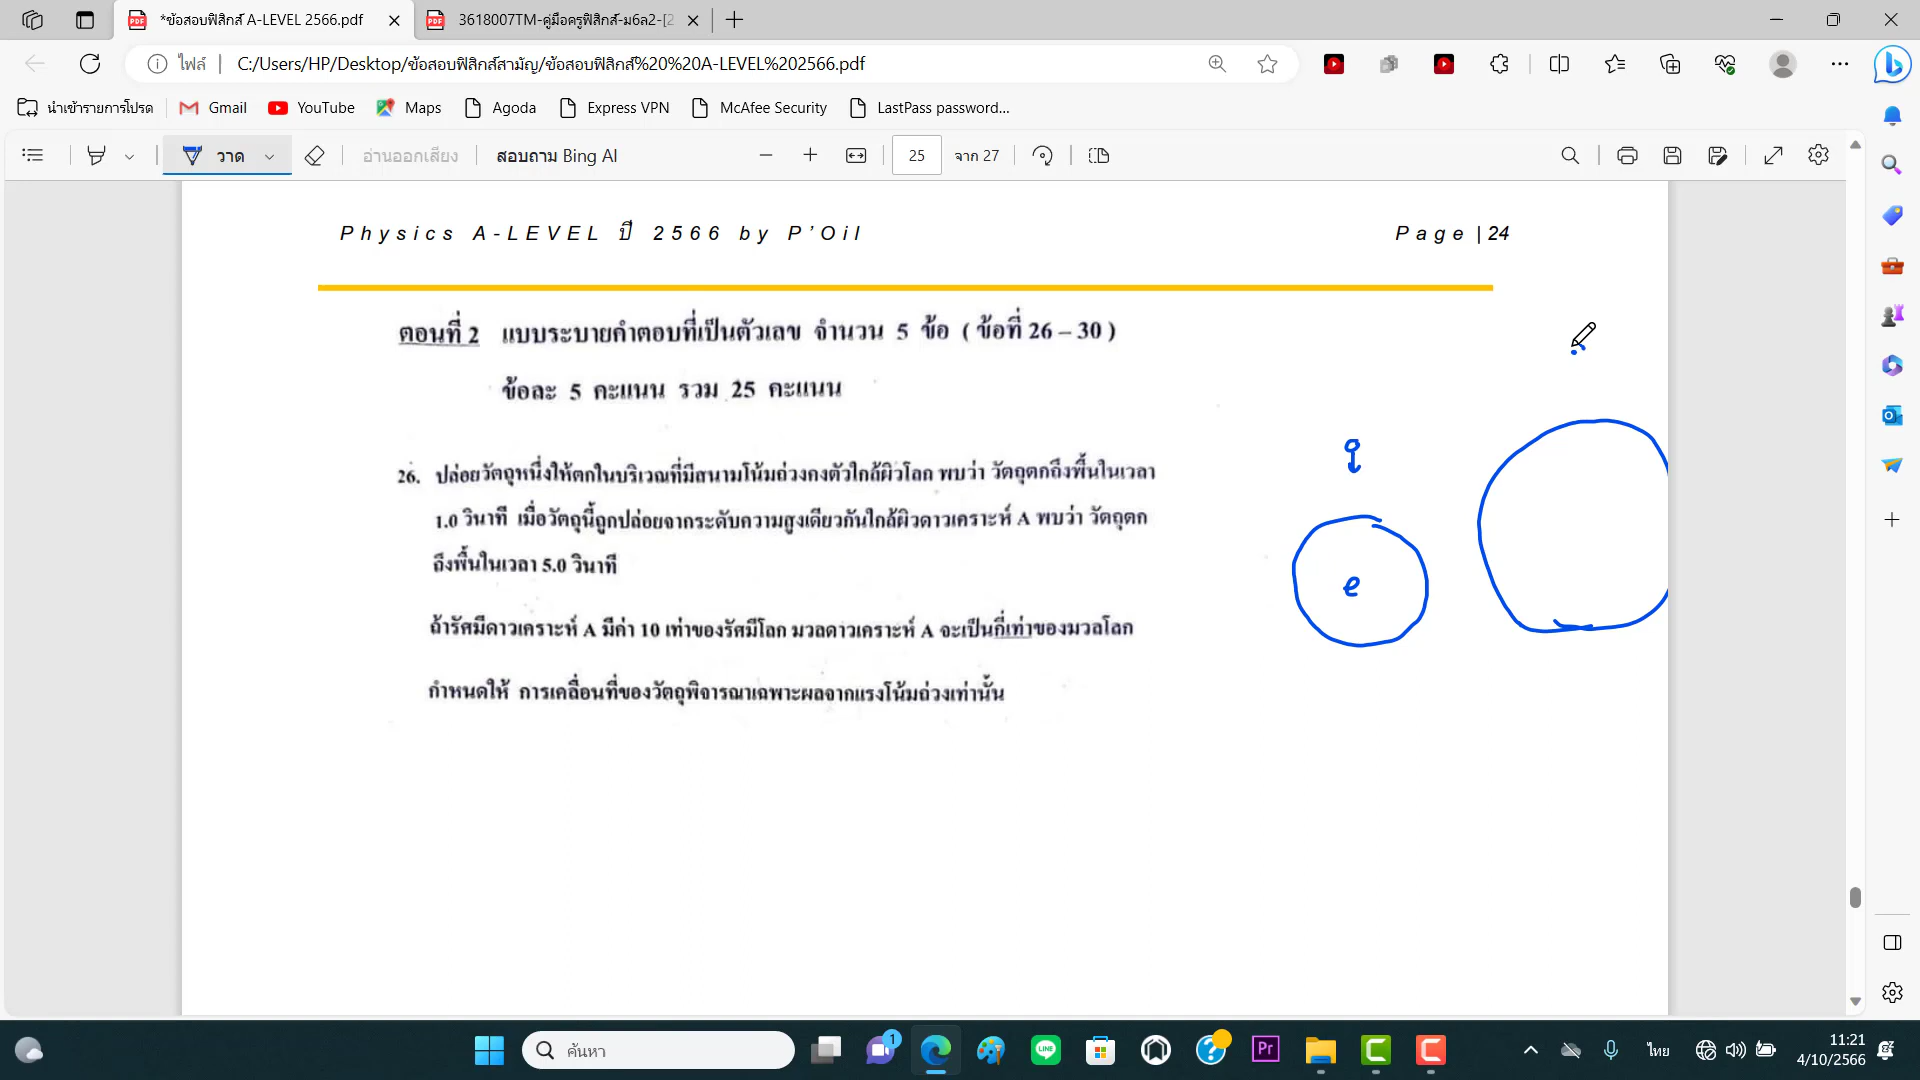 *ข้อสอบฟิสิกส์ A-LEVEL 2566.pdf
3618007TM-คู่มือครูฟิสิกส์-ม6ล2-[2
ไฟล์
C:/Users/HP/Desktop/ข้อสอบฟิสิกส์สามัญ/ข้อสอบฟิสิกส์%20%20A-LEVEL%202566.pdf
นำเข้ารายการโปรด
Gmail
YouTube
Maps
Agoda
Express VPN
McAfee Security
LastPass password...
วาด
อ่านออกเสียง
สอบถาม Bing AI
25
จาก 27
Physics A-LEVEL ปี 2566 by P'Oil
Page | 24
ตอนที่ 2 แบบระบายคำตอบที่เป็นตัวเลข จำนวน 5 ข้อ ( ข้อที่ 26 – 30 )
ข้อละ 5 คะแนน รวม 25 คะแนน
26. ปล่อยวัตถุหนึ่งให้ตกในบริเวณที่มีสนามโน้มถ่วงคงตัวใกล้ผิวโลก พบว่า วัตถุตกถึงพื้นในเวลา
1.0 วินาที เมื่อวัตถุนี้ถูกปล่อยจากระดับความสูงเดียวกันใกล้ผิวดาวเคราะห์ A พบว่า วัตถุตก
ถึงพื้นในเวลา 5.0 วินาที
ถ้ารัศมีดาวเคราะห์ A มีค่า 10 เท่าของรัศมีโลก มวลดาวเคราะห์ A จะเป็นกี่เท่าของมวลโลก
กำหนดให้ การเคลื่อนที่ของวัตถุพิจารณาเฉพาะผลจากแรงโน้มถ่วงเท่านั้น
e
ค้นหา
1
Pr
LINE
ไทย
11:21
4/10/2566